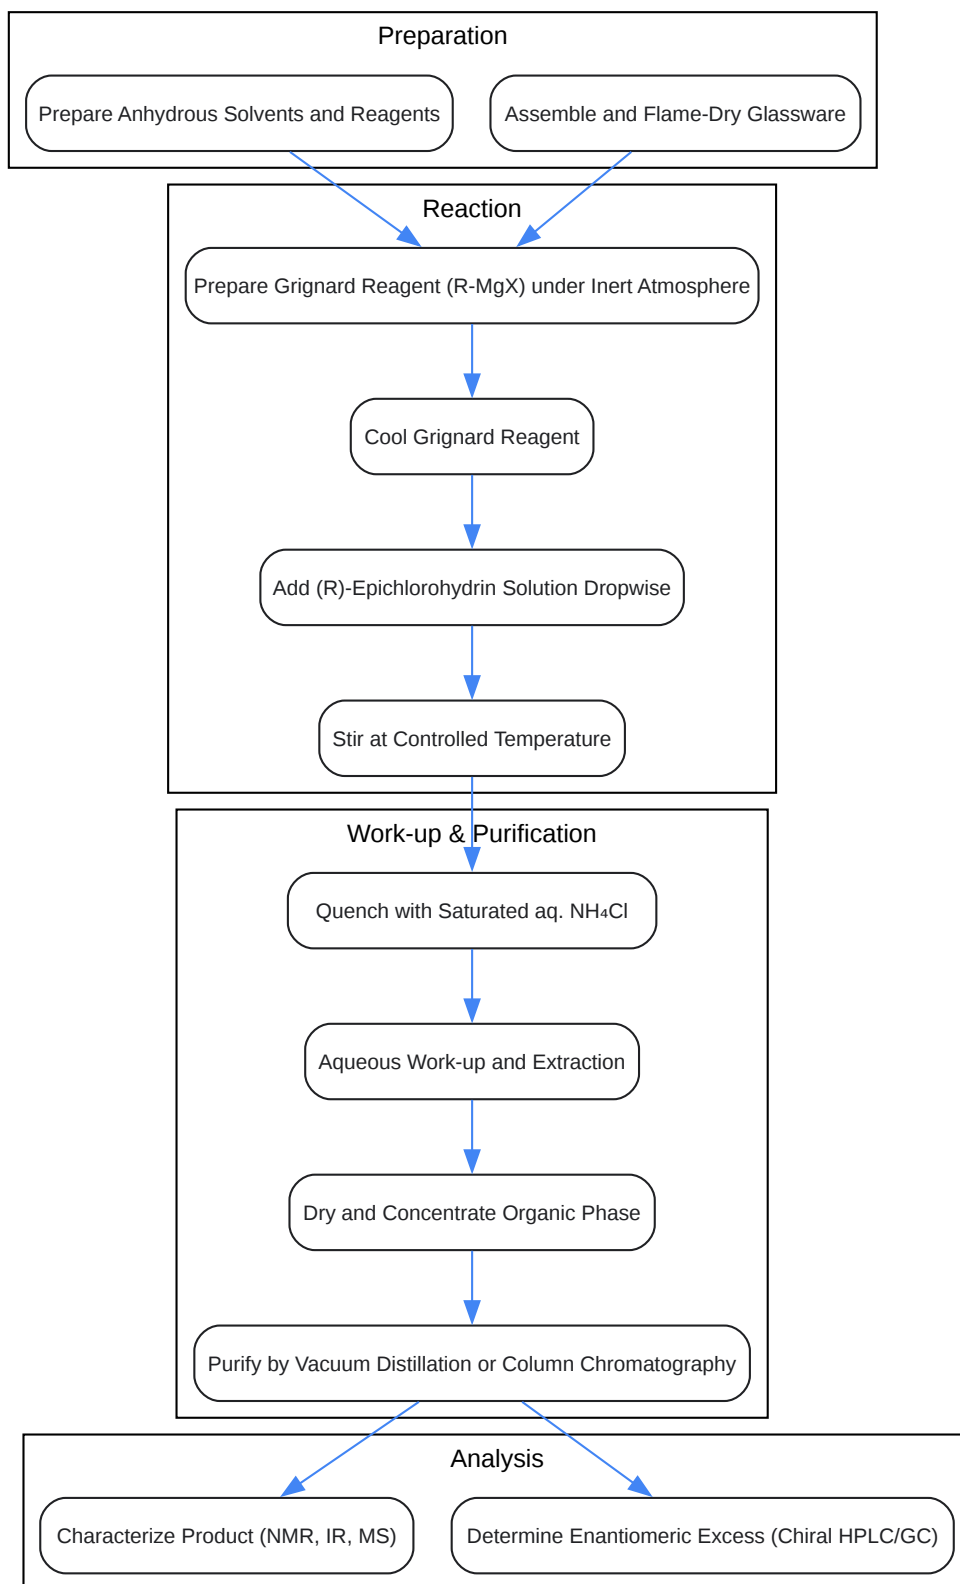 Preparation
Prepare Anhydrous Solvents and Reagents
Assemble and Flame-Dry Glassware
Reaction
Prepare Grignard Reagent (R-MgX) under Inert Atmosphere
Cool Grignard Reagent
Add (R)-Epichlorohydrin Solution Dropwise
Stir at Controlled Temperature
Work-up & Purification
Quench with Saturated aq. NH₄Cl
Aqueous Work-up and Extraction
Dry and Concentrate Organic Phase
Purify by Vacuum Distillation or Column Chromatography
Analysis
Characterize Product (NMR, IR, MS)
Determine Enantiomeric Excess (Chiral HPLC/GC)